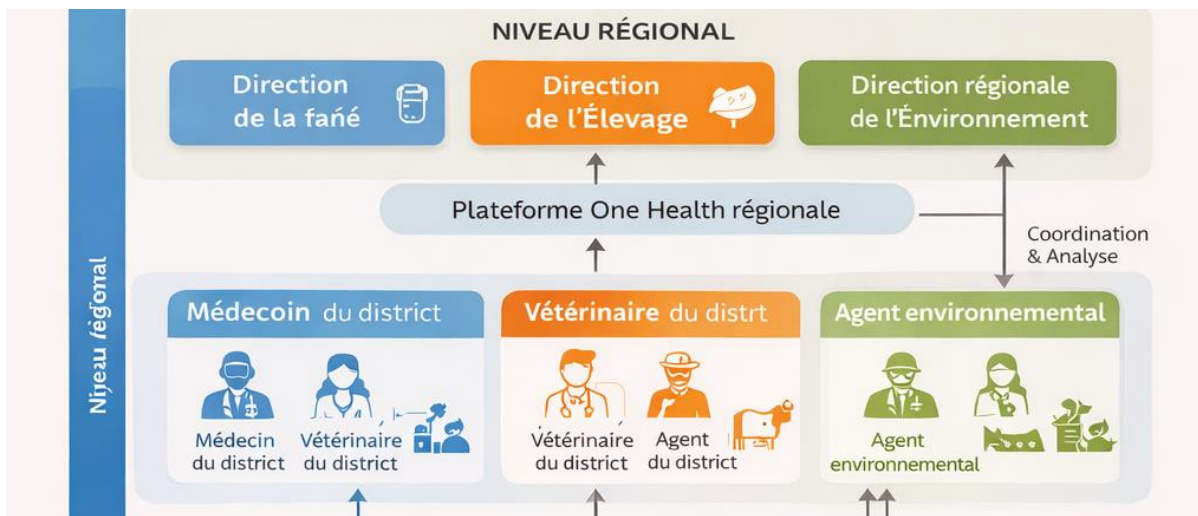 NIVEAU RÉGIONAL
Direction
de la fańé
Direction
de l'Élevage
Direction régionale
de l'Énvironnement
Plateforme One Health régionale
Coordination
& Analyse
Médecoin du district
Vétérinaire du distrt
Agent environnemental
Médecin
du district
Vétérinaire
du district
Vétérinaire
du district
Agent
du district
Agent
environnemental